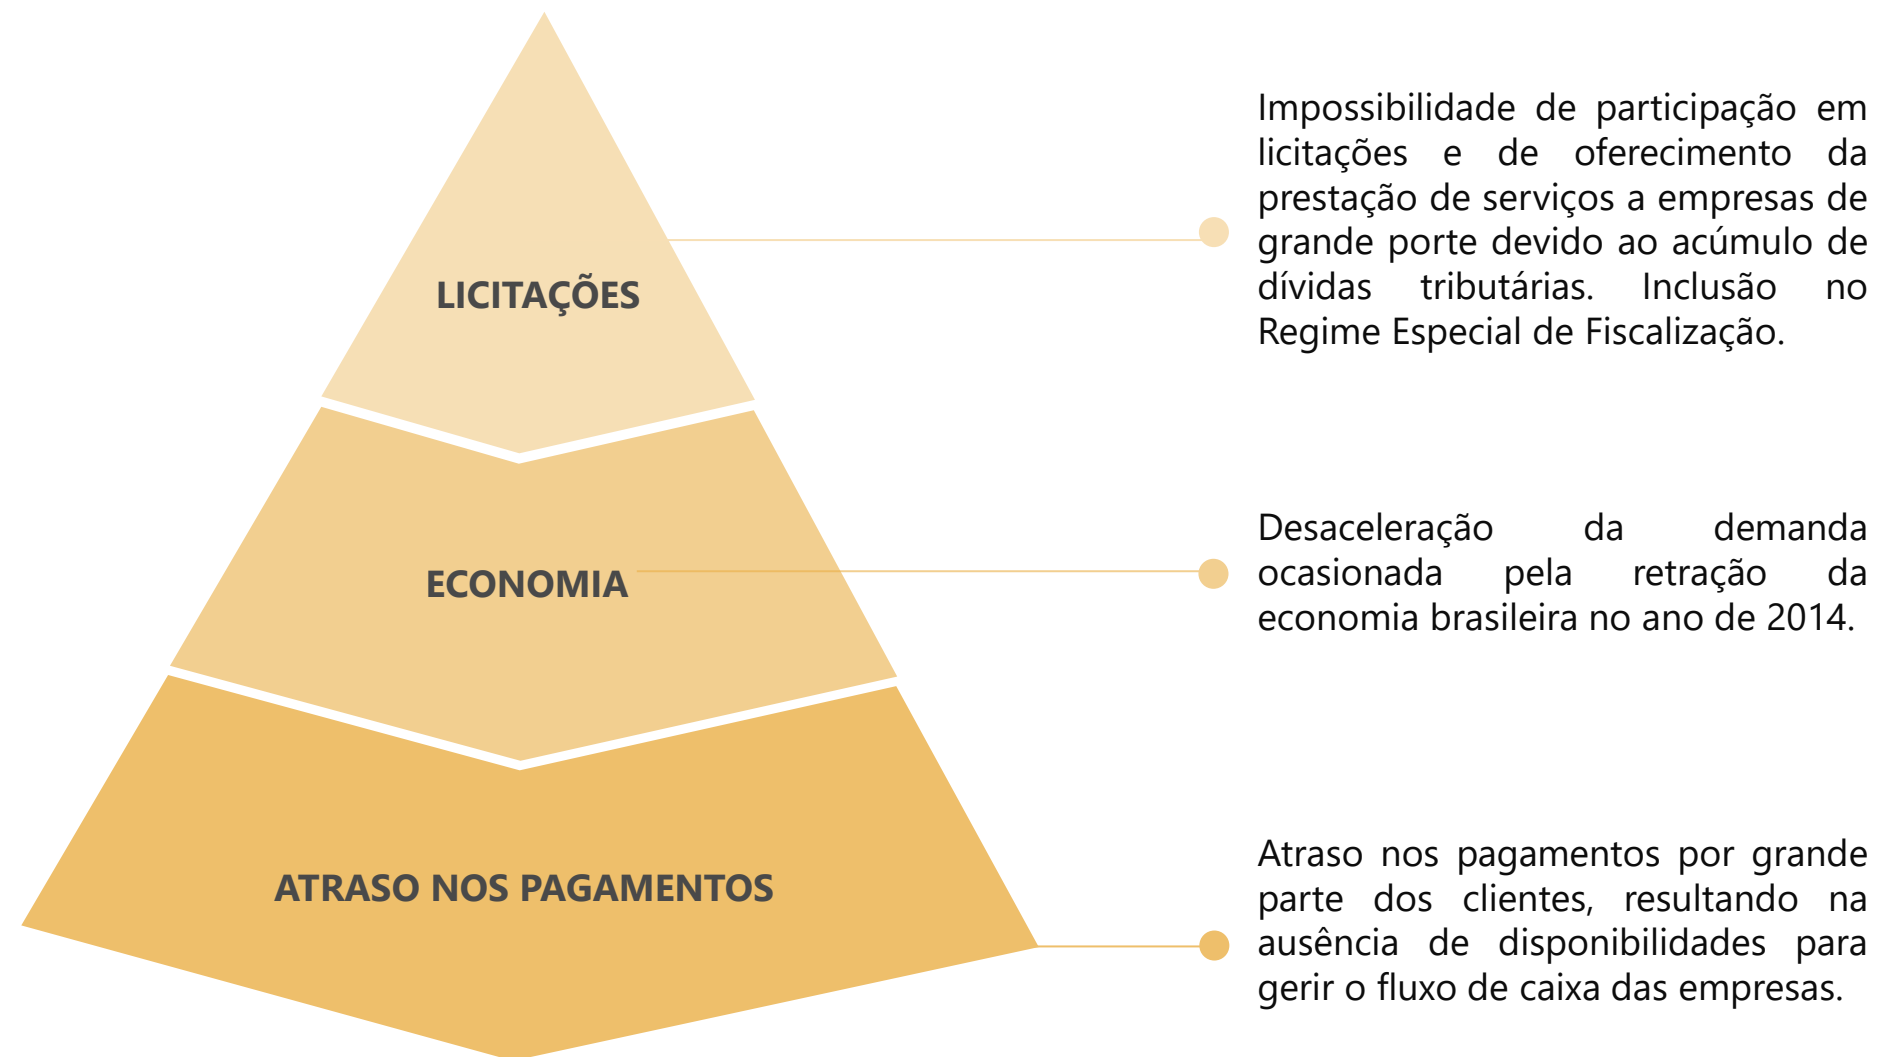 LICITAÇÕES
Impossibilidade de participação em
licitações e de oferecimento da
prestação de serviços a empresas de
grande porte devido ao acúmulo de
dívidas tributárias. Inclusão no
Regime Especial de Fiscalização.
ECONOMIA
Desaceleração da demanda
ocasionada pela retração da
economia brasileira no ano de 2014.
ATRASO NOS PAGAMENTOS
Atraso nos pagamentos por grande
parte dos clientes, resultando na
ausência de disponibilidades para
gerir o fluxo de caixa das empresas.